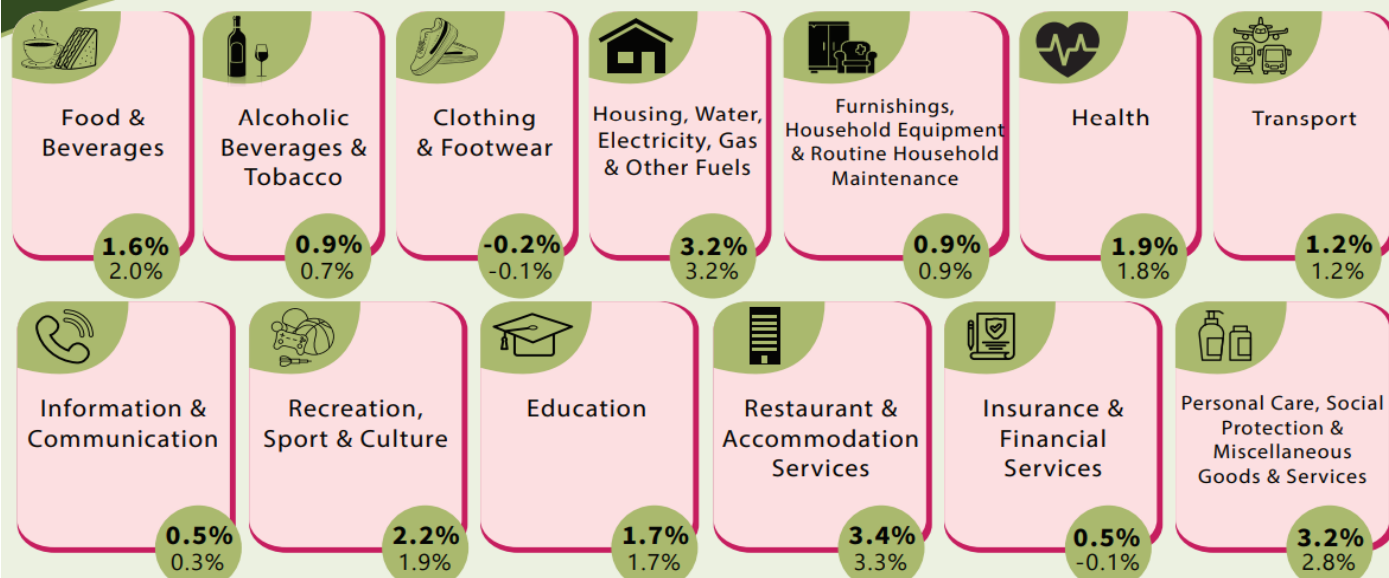 Food &
Beverages
1.6%
2.0%
Alcoholic
Beverages &
Tobacco
0.9%
0.7%
Clothing
& Footwear
-0.2%
-0.1%
Housing, Water,
Electricity, Gas
& Other Fuels
3.2%
3.2%
Furnishings,
Household Equipment
& Routine Household
Maintenance
0.9%
0.9%
Health
1.9%
1.8%
Transport
1.2%
1.2%
Information &
Communication
0.5%
0.3%
Recreation,
Sport & Culture
2.2%
1.9%
Education
1.7%
1.7%
Restaurant &
Accommodation
Services
3.4%
3.3%
Insurance &
Financial
Services
0.5%
-0.1%
Personal Care, Social
Protection &
Miscellaneous
Goods & Services
3.2%
2.8%